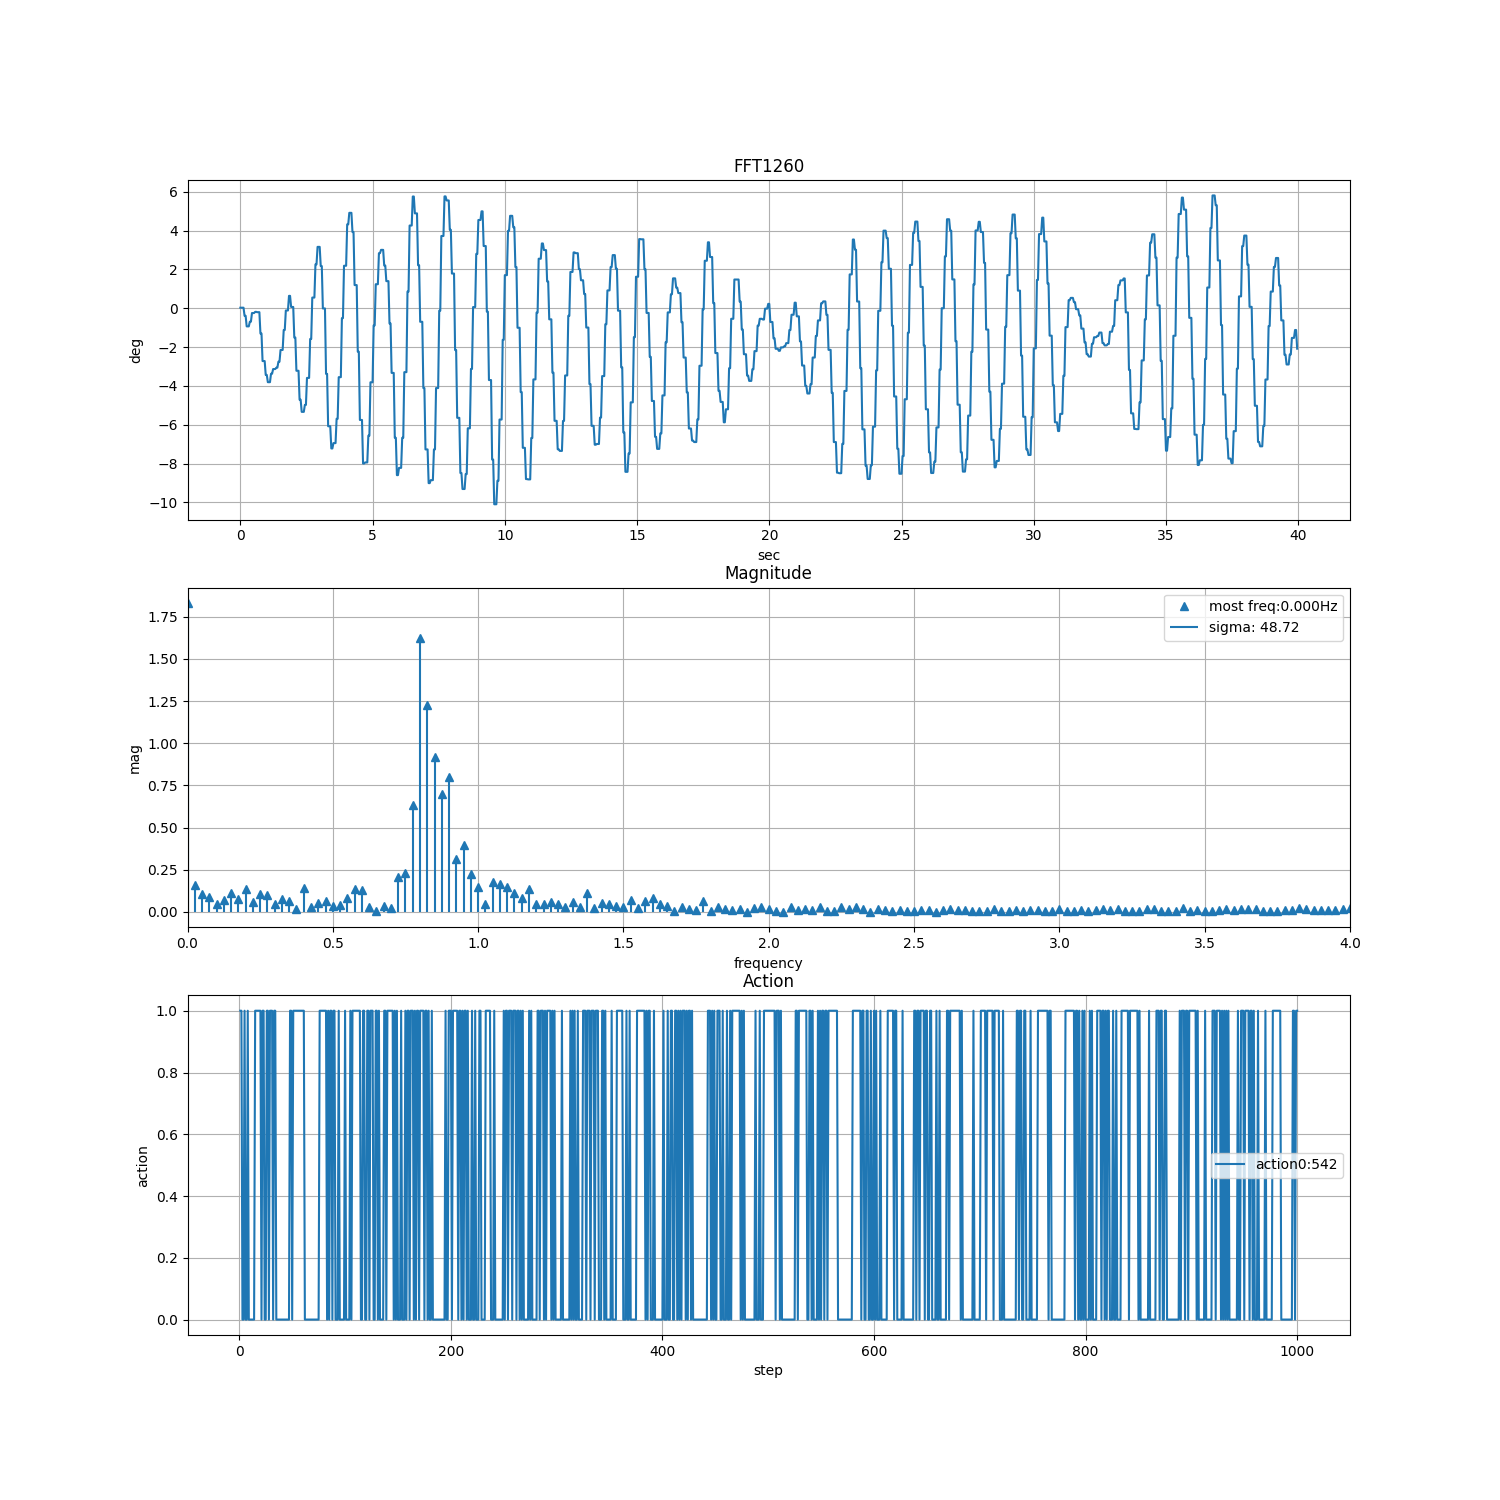 FFT1260
6
4
2
0
−2
−4
−6
−8
−10
deg
0 5 10 15 20 25 30 35 40
sec
Magnitude
most freq:0.000Hz
sigma: 48.72
1.75
1.50
1.25
1.00
0.75
0.50
0.25
0.00
mag
0.0 0.5 1.0 1.5 2.0 2.5 3.0 3.5 4.0
frequency
Action
1.0
0.8
0.6
0.4
0.2
0.0
action
action0:542
0 200 400 600 800 1000
step